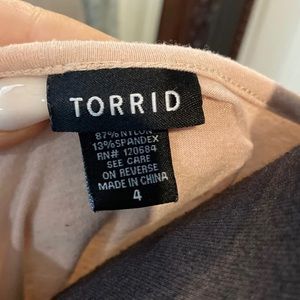 TORRID
87% NYLON
13% SPANDEX
RN# 120684
SEE CARE
ON REVERSE
MADE IN CHINA
4